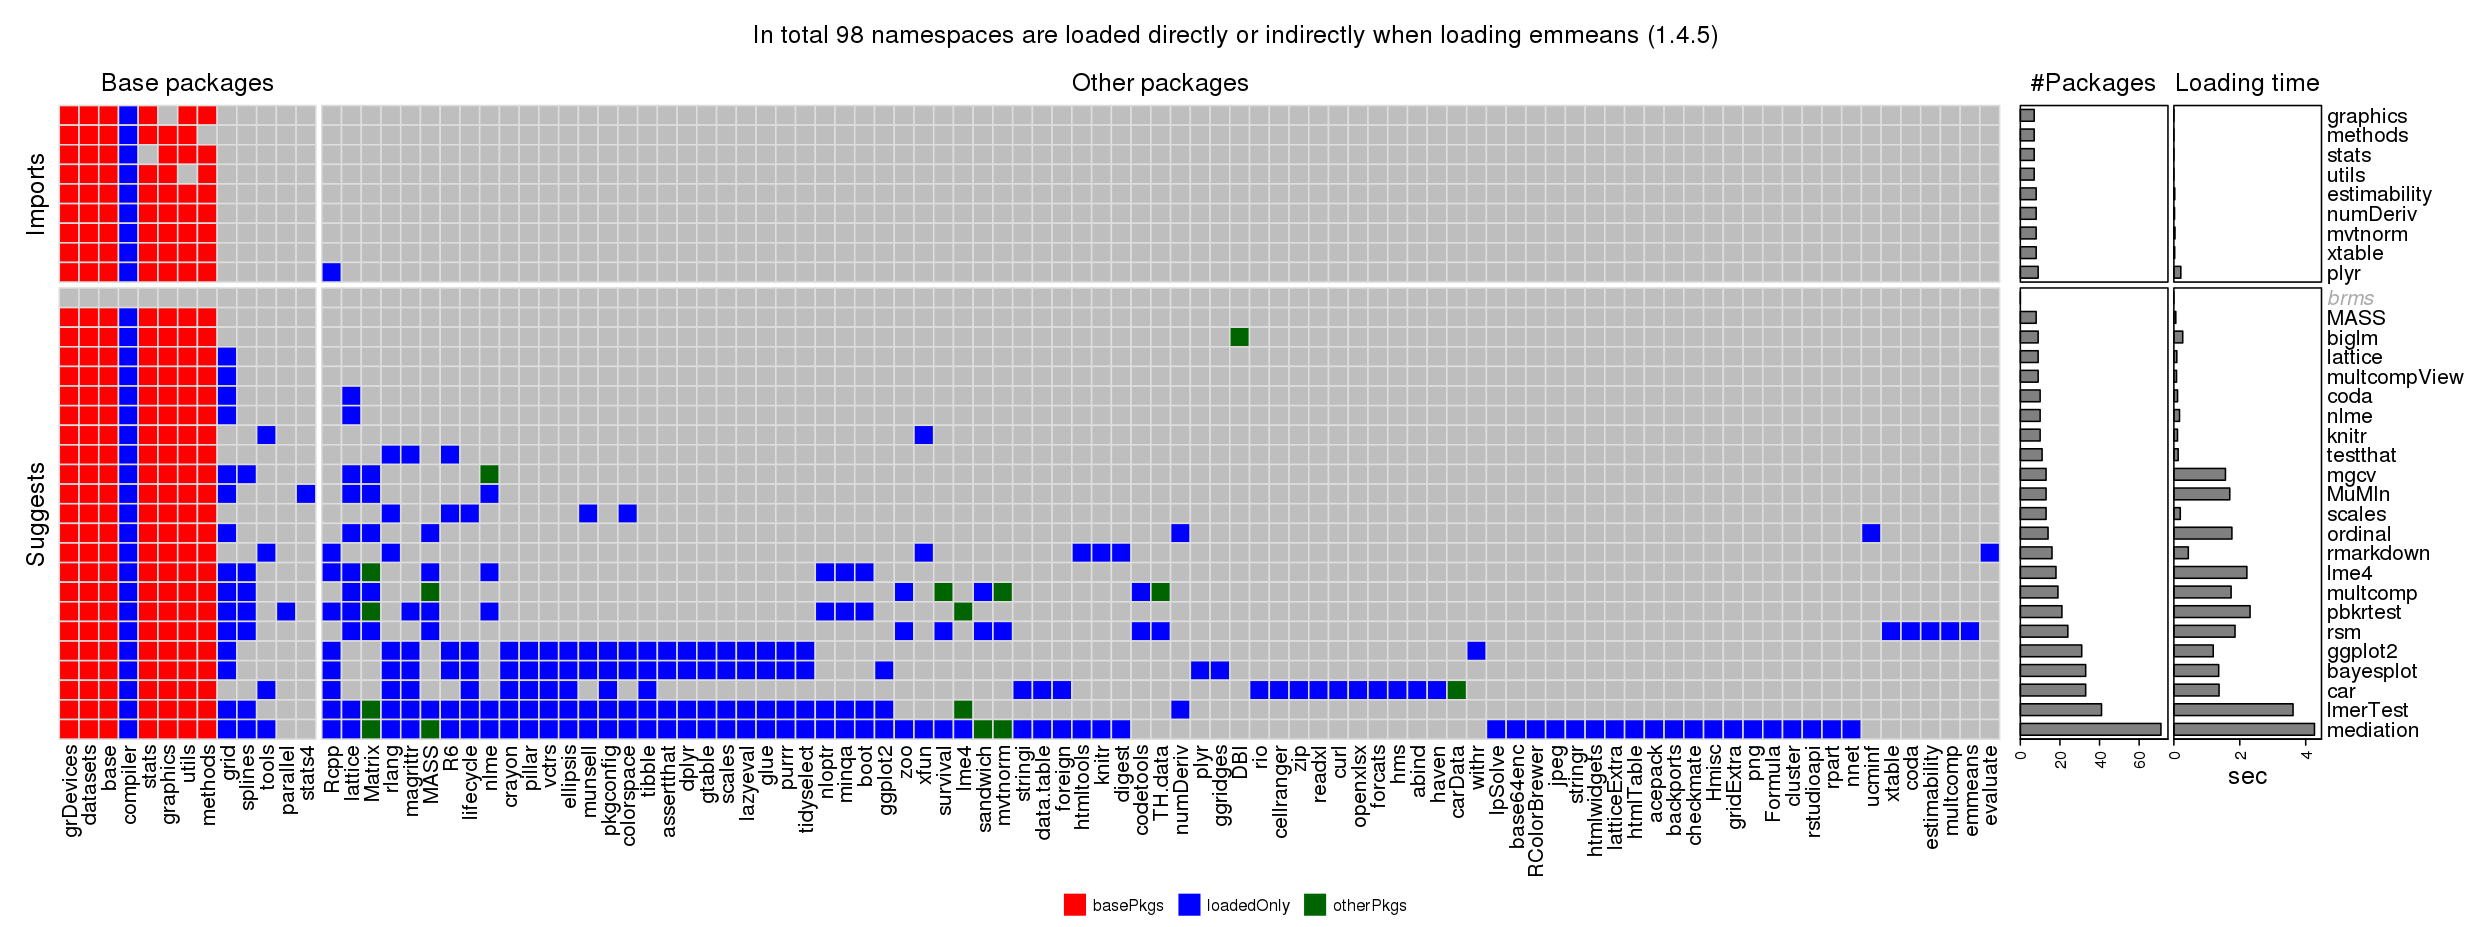 In total 98 namespaces are loaded directly or indirectly when loading emmeans (1.4.5)
Base packages
Other packages
#Packages
Loading time
Imports
graphics
methods
stats
utils
estimability
numDeriv
mvtnorm
xtable
plyr
Suggests
brms
MASS
biglm
lattice
multcompView
coda
nlme
knitr
testthat
mgcv
MuMIn
scales
ordinal
rmarkdown
lme4
multcomp
pbkrtest
rsm
ggplot2
bayesplot
car
lmerTest
mediation
grDevices
datasets
base
compiler
stats
graphics
utils
methods
grid
splines
tools
parallel
stats4
Rcpp
lattice
Matrix
rlang
magrittr
MASS
R6
lifecycle
nlme
crayon
pillar
vctrs
ellipsis
munsell
pkgconfig
colorspace
tibble
assertthat
dplyr
gtable
scales
lazyeval
glue
purrr
tidyselect
nloptr
minqa
boot
ggplot2
zoo
xfun
survival
lme4
sandwich
mvtnorm
stringi
data.table
foreign
htmltools
knitr
digest
codetools
TH.data
numDeriv
plyr
ggridges
DBI
rio
cellranger
zip
readxl
curl
openxlsx
forcats
hms
abind
haven
carData
withr
lpSolve
base64enc
RColorBrewer
jpeg
stringr
htmlwidgets
latticeExtra
htmlTable
acepack
backports
checkmate
Hmisc
gridExtra
png
Formula
cluster
rstudioapi
rpart
nnet
ucminf
xtable
coda
estimability
multcomp
emmeans
evaluate
0
20
40
60
0
2
4
sec
basePkgs
loadedOnly
otherPkgs